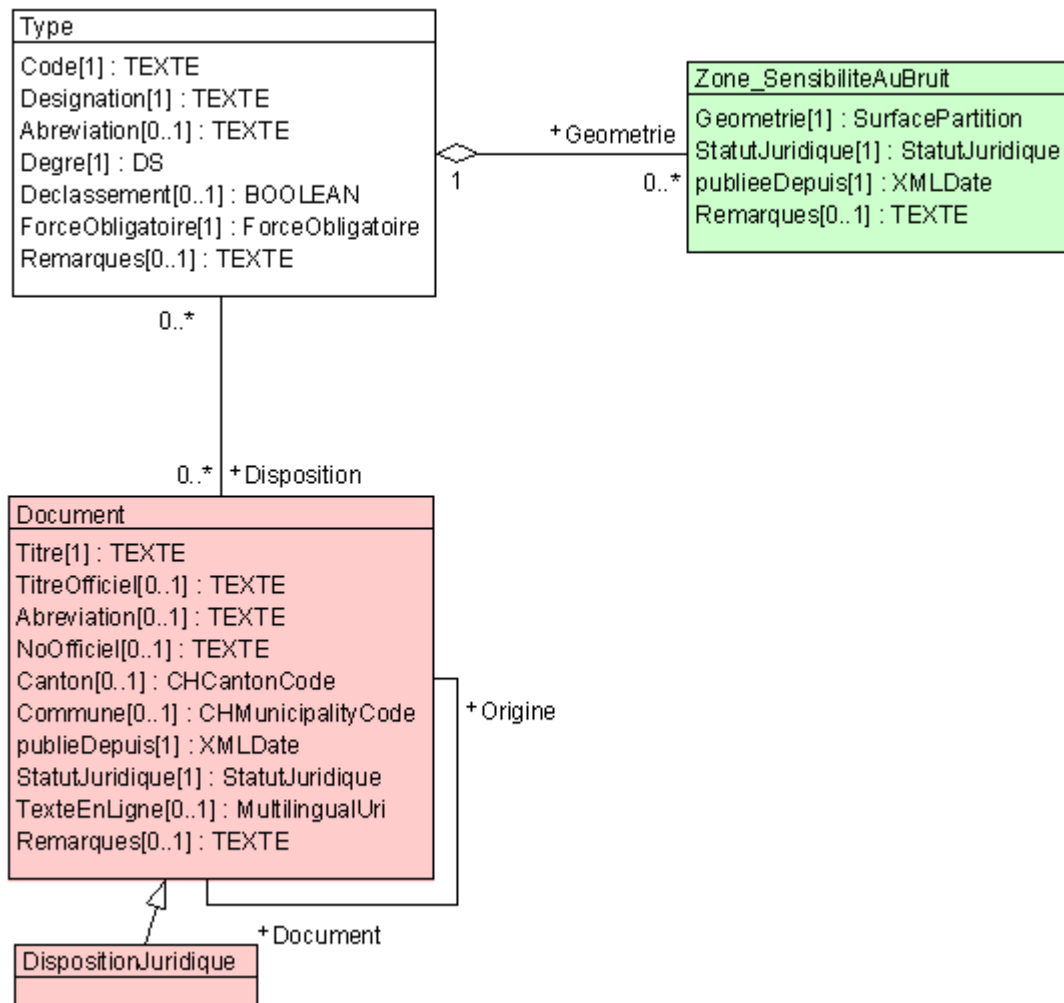 Type
Code[1] : TEXTE
Designation[1] : TEXTE
Abreviation[0..1] : TEXTE
Degre[1] : DS
Declassement[0..1] : BOOLEAN
ForceObligatoire[1] : ForceObligatoire
Remarques[0..1] : TEXTE
1
+Geometrie
0..*
Zone_SensibiliteAuBruit
Geometrie[1] : SurfacePartition
StatutJuridique[1] : StatutJuridique
publieeDepuis[1] : XMLDate
Remarques[0..1] : TEXTE
0..*
0..* +Disposition
Document
Titre[1] : TEXTE
TitreOfficiel[0..1] : TEXTE
Abreviation[0..1] : TEXTE
NoOfficiel[0..1] : TEXTE
Canton[0..1] : CHCantonCode
Commune[0..1] : CHMunicipalityCode
publieDepuis[1] : XMLDate
StatutJuridique[1] : StatutJuridique
TexteEnLigne[0..1] : MultilingualUri
Remarques[0..1] : TEXTE
+Origine
+Document
DispositionJuridique